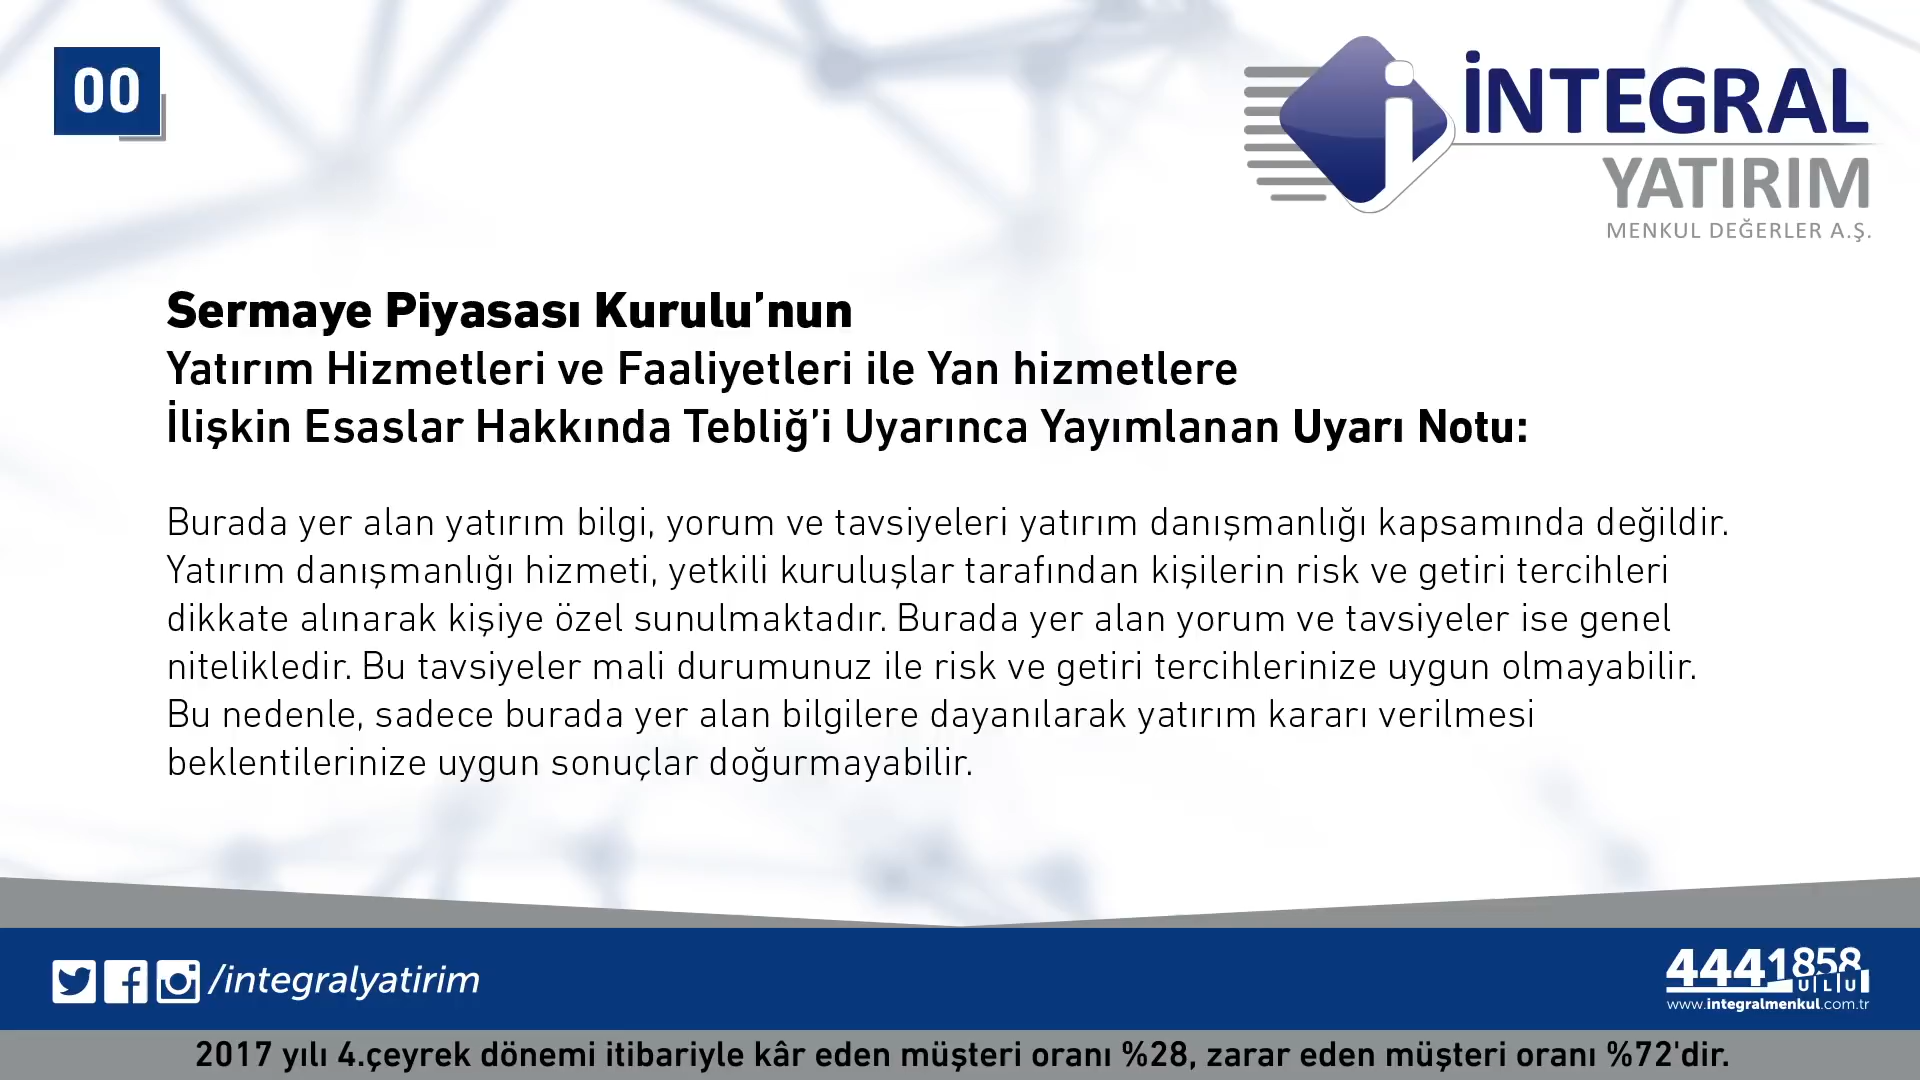 00
İNTEGRAL
YATIRIM
MENKUL DEĞERLER A.Ş.
Sermaye Piyasası Kurulu’nun
Yatırım Hizmetleri ve Faaliyetleri ile Yan hizmetlere
İlişkin Esaslar Hakkında Tebliğ’i Uyarınca Yayımlanan Uyarı Notu:
Burada yer alan yatırım bilgi, yorum ve tavsiyeleri yatırım danışmanlığı kapsamında değildir.
Yatırım danışmanlığı hizmeti, yetkili kuruluşlar tarafından kişilerin risk ve getiri tercihleri
dikkate alınarak kişiye özel sunulmaktadır. Burada yer alan yorum ve tavsiyeler ise genel
nitelikledir. Bu tavsiyeler mali durumunuz ile risk ve getiri tercihlerinize uygun olmayabilir.
Bu nedenle, sadece burada yer alan bilgilere dayanılarak yatırım kararı verilmesi
beklentilerinize uygun sonuçlar doğurmayabilir.
/integralyatirim
4441858
ULU
www.integralmenkul.com.tr
2017 yılı 4.çeyrek dönemi itibariyle kâr eden müşteri oranı %28, zarar eden müşteri oranı %72'dir.